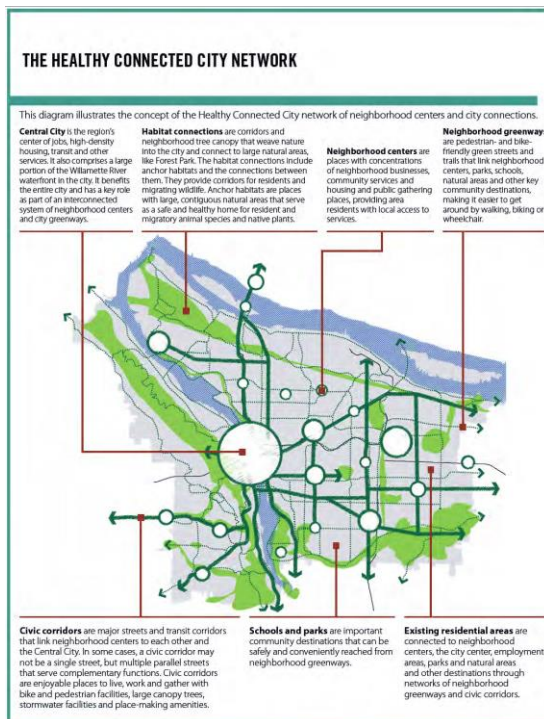 THE HEALTHY CONNECTED CITY NETWORK
This diagram illustrates the concept of the Healthy Connected City network of neighborhood centers and city connections.
Central City is the region's
center of jobs, high-density
housing, transit and other
services. It also comprises a large
portion of the Willamette River
waterfront in the city. It benefits
the entire city and has a key role
as part of an interconnected
system of neighborhood centers
and city greenways.
Habitat connections are corridors and
neighborhood tree canopy that weave nature
into the city and connect to large natural areas,
like Forest Park. The habitat connections include
anchor habitats and the connections between
them. They provide corridors for residents and
migrating wildlife. Anchor habitats are places
with large, contiguous natural areas that serve
as a safe and healthy home for resident and
migratory animal species and native plants.
Neighborhood centers are
places with concentrations
of neighborhood businesses,
community services and
housing and public gathering
places, providing area
residents with local access to
services.
Neighborhood greenways
are pedestrian- and bike-
friendly green streets and
trails that link neighborhood
centers, parks, schools,
natural areas and other key
community destinations,
making it easier to get
around by walking, biking or
wheelchair.
Civic corridors are major streets and transit corridors
that link neighborhood centers to each other and
the Central City. In some cases, a civic corridor may
not be a single street, but multiple parallel streets
that serve complementary functions. Civic corridors
are enjoyable places to live, work and gather with
bike and pedestrian facilities, large canopy trees,
stormwater facilities and place-making amenities.
Schools and parks are important
community destinations that can be
safely and conveniently reached from
neighborhood greenways.
Existing residential areas are
connected to neighborhood
centers, the city center, employment
areas, parks and natural areas
and other destinations through
networks of neighborhood
greenways and civic corridors.